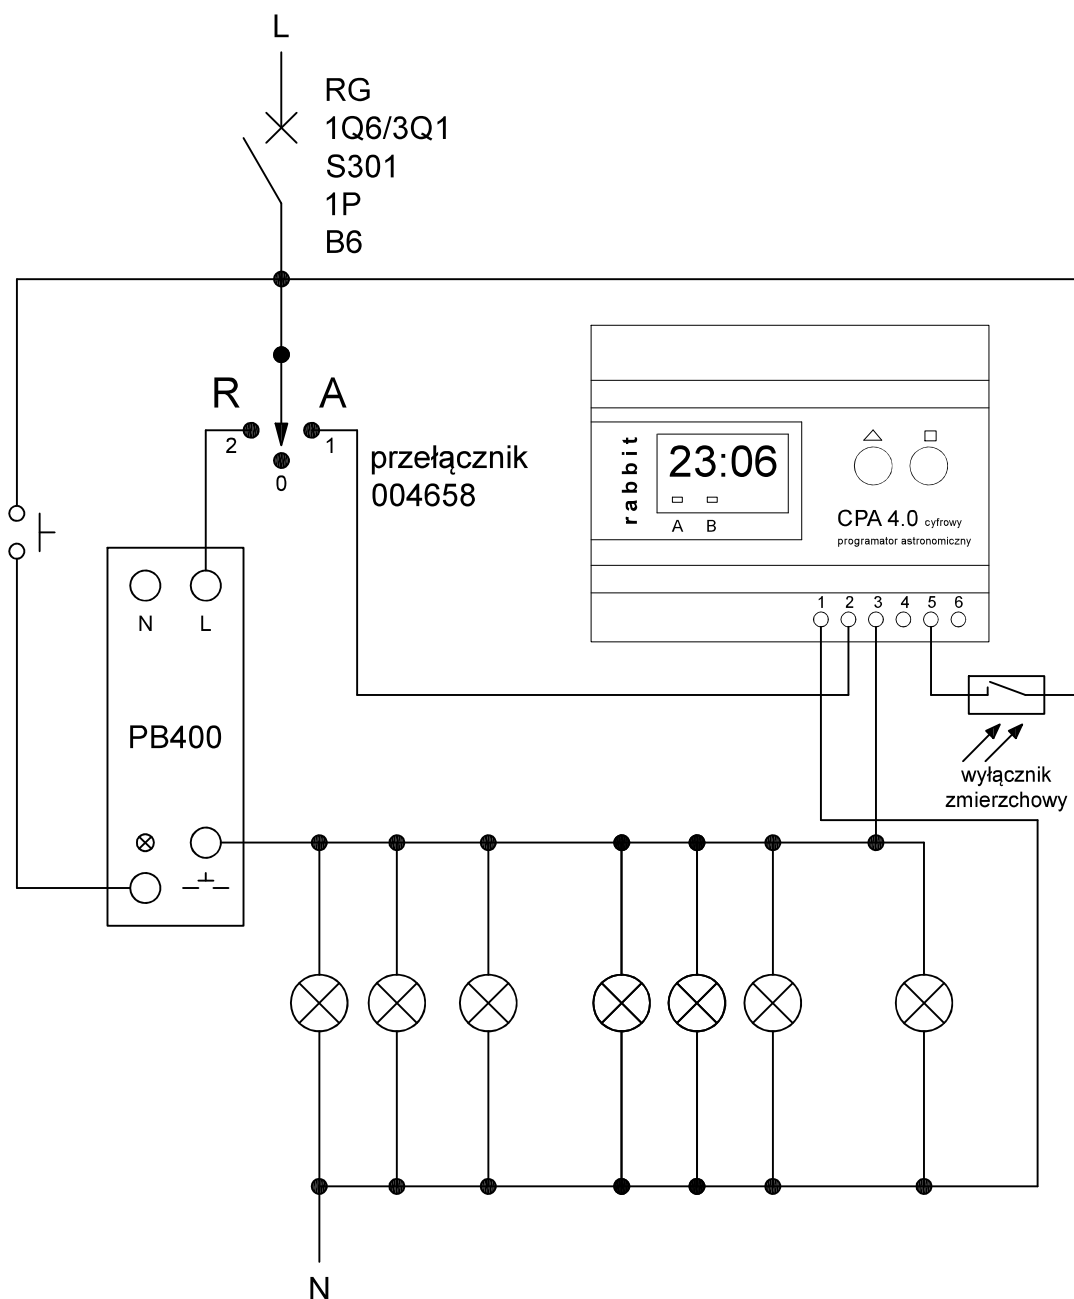 L
RG
1Q6/3Q1
S301
1P
B6
R
A
2
1
0
przełącznik
004658
rabbit
23:06
A B
CPA 4.0 cyfrowy
programator astronomiczny
1 2 3 4 5 6
N L
PB400
wyłącznik
zmierzchowy
N